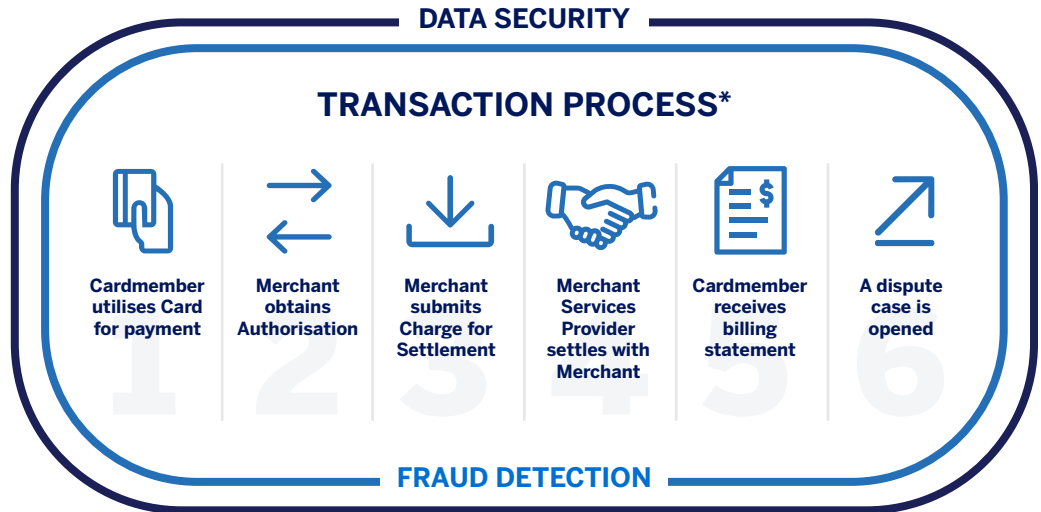 DATA SECURITY
TRANSACTION PROCESS*
$
Cardmember
utilises Card
for payment
1
Merchant
obtains
Authorisation
2
Merchant
submits
Charge for
Settlement
3
Merchant
Services
Provider
settles with
Merchant
4
Cardmember
receives
billing
statement
5
A dispute
case is
opened
6
FRAUD DETECTION